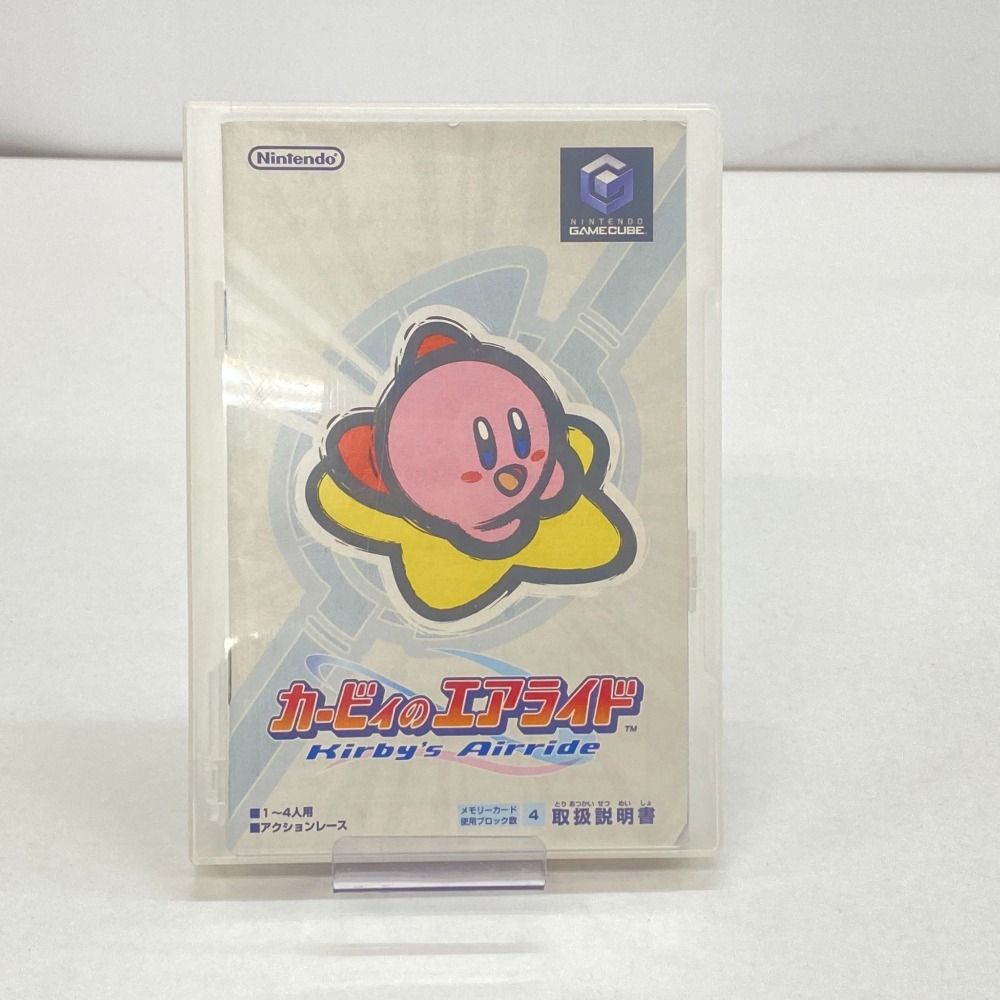 Nintendo
NINTENDO
GAMECUBE
カービィのエアライド
TM
Kirby's Airride
■1～4人用
■アクションレース
メモリーカード
使用ブロック数
4
とりあつかいせつめいしょ
取扱説明書